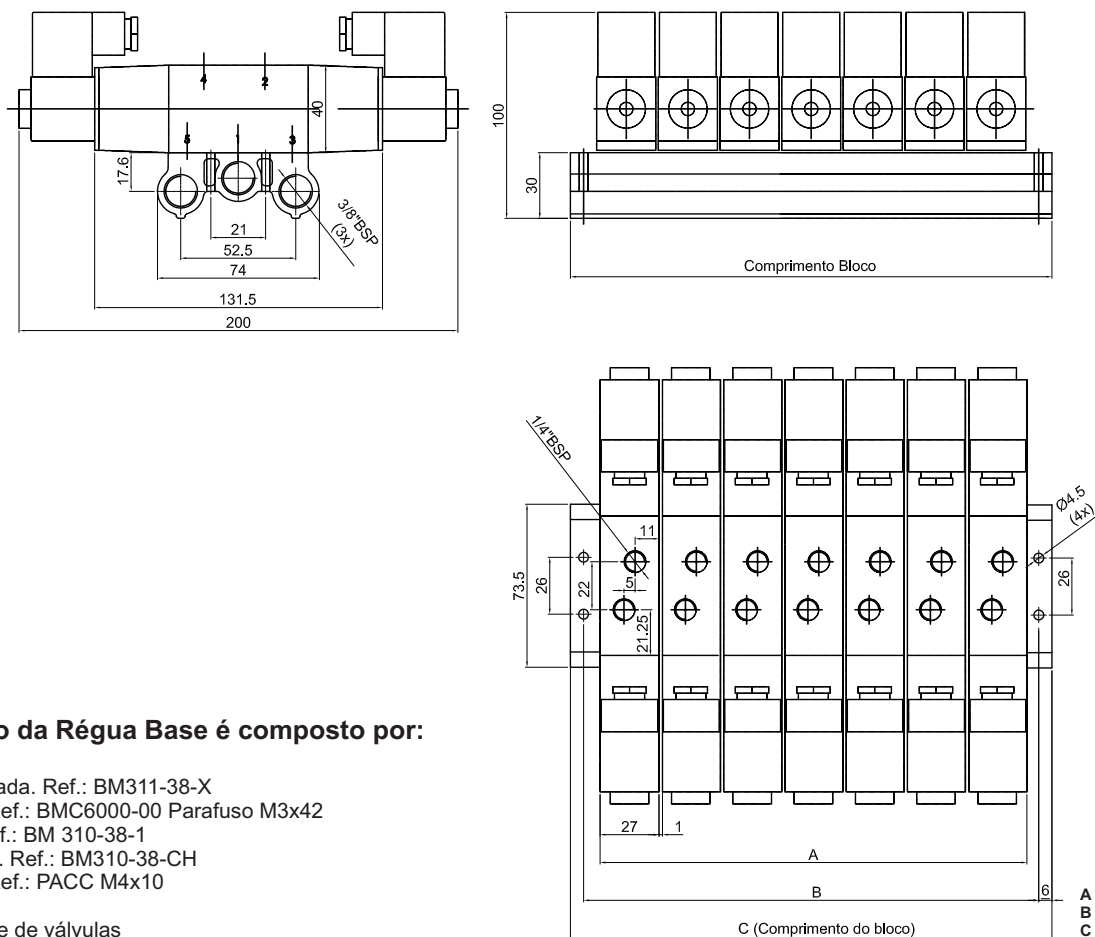 4
2
40
5
1
3
17.6
21
52.5
74
131.5
200
3/8"BSP
(3x)
100
30
Comprimento Bloco
1/4"BSP
11
5
22
26
73.5
21.25
Ø4.5
(4x)
26
27
1
A
B
6
C (Comprimento do bloco)
A
B
C
o da Régua Base é composto por:
ada. Ref.: BM311-38-X
ef.: BMC6000-00 Parafuso M3x42
f.: BM 310-38-1
. Ref.: BM310-38-CH
ef.: PACC M4x10
e de válvulas